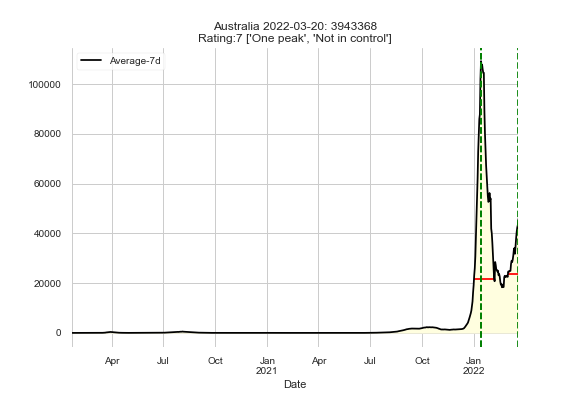 Australia 2022-03-20: 3943368
Rating:7 ['One peak', 'Not in control']
Average-7d
100000
80000
60000
40000
20000
0
Apr Jul Oct Jan Apr Jul Oct Jan
2021 2022
Date